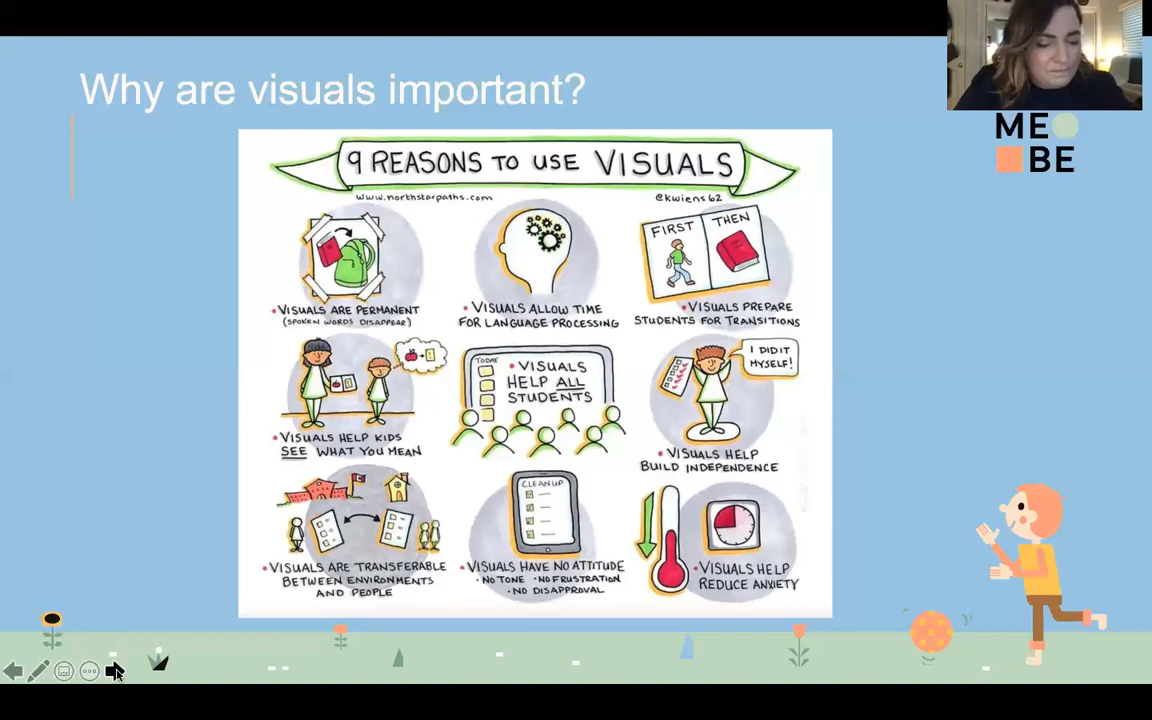 Why are visuals important?
ME
BE
9 REASONS TO USE VISUALS
www.northstarpaths.com
@kwiens62
• VISUALS ARE PERMANENT
(SPOKEN WORDS DISAPPEAR)
• VISUALS ALLOW TIME
FOR LANGUAGE PROCESSING
FIRST
THEN
• VISUALS PREPARE
STUDENTS FOR TRANSITIONS
• VISUALS HELP KIDS
SEE WHAT YOU MEAN
TODAY
• VISUALS
HELP ALL
STUDENTS
I DID IT
MYSELF!
• VISUALS HELP
BUILD INDEPENDENCE
• VISUALS ARE TRANSFERABLE
BETWEEN ENVIRONMENTS
AND PEOPLE
CLEAN UP
• VISUALS HAVE NO ATTITUDE
• NO TONE • NO FRUSTRATION
• NO DISAPPROVAL
• VISUALS HELP
REDUCE ANXIETY